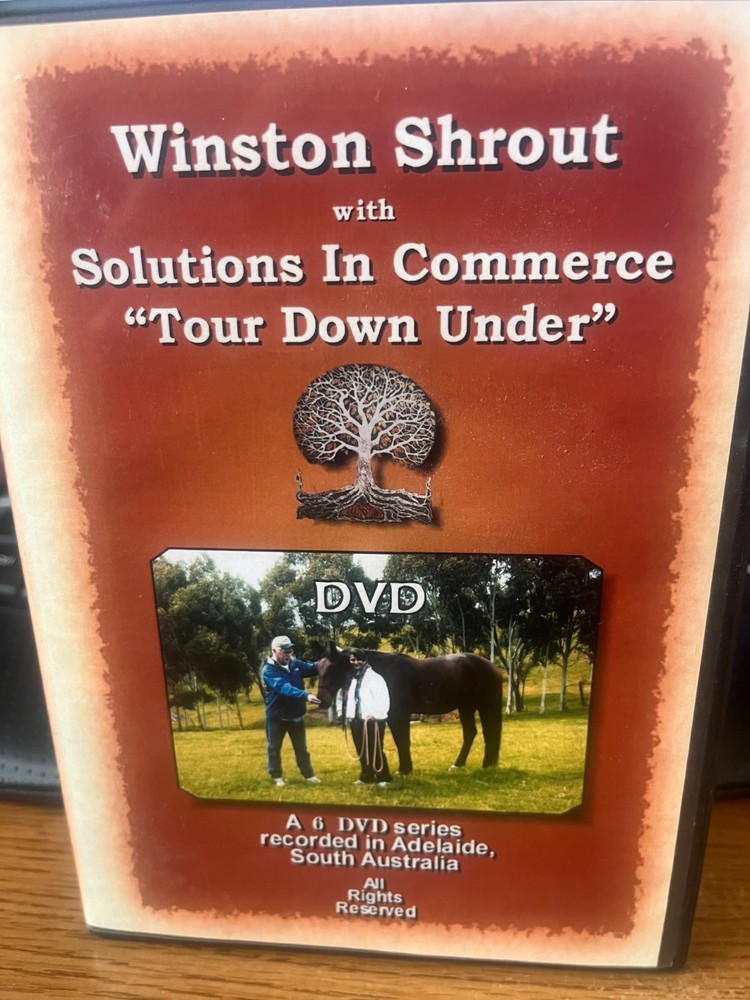 Winston Shrout
with
Solutions In Commerce
“Tour Down Under”
DVD
A 6 DVD series
recorded in Adelaide,
South Australia
All
Rights
Reserved